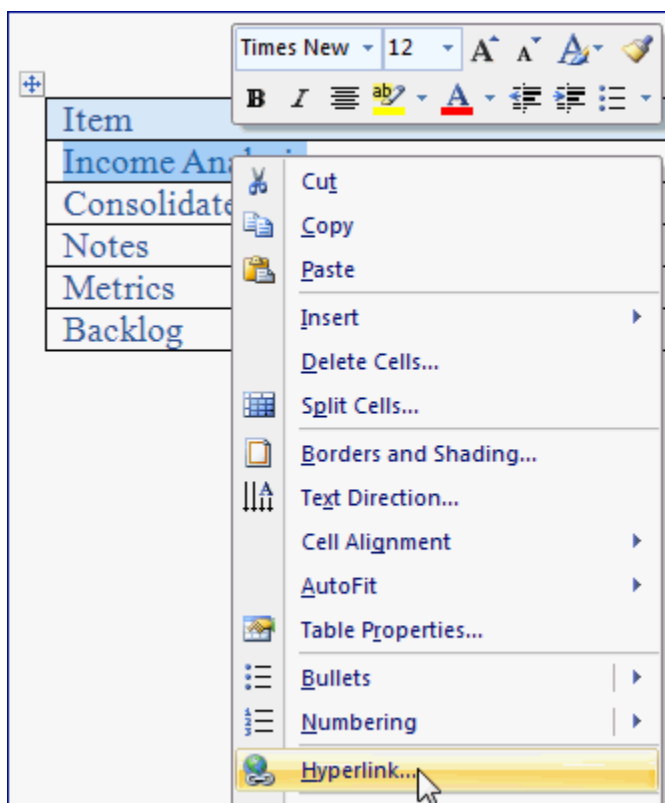 Times New 12
Item
Income
Cut
Copy
Paste
Consolidate
Notes
Metrics
Backlog
Insert
Delete Cells...
Split Cells...
Borders and Shading...
Text Direction...
Cell Alignment
AutoFit
Table Properties...
Bullets
Numbering
Hyperlink...